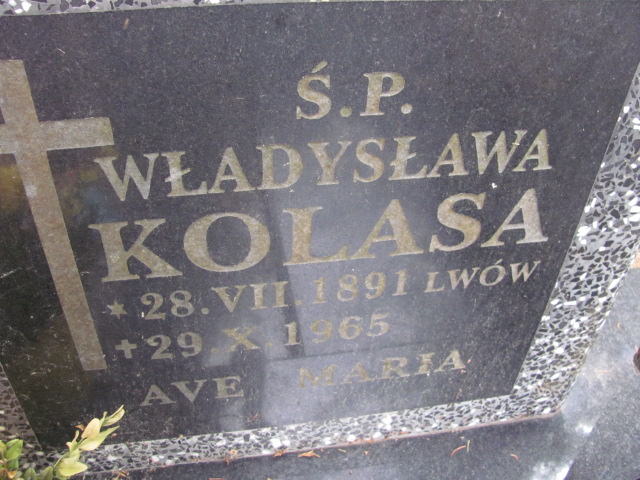 Ś.P.
WŁADYSŁAWA
KOLASA
* 28.VII.1891 LWÓW
+ 29.X.1965
AVE MARIA